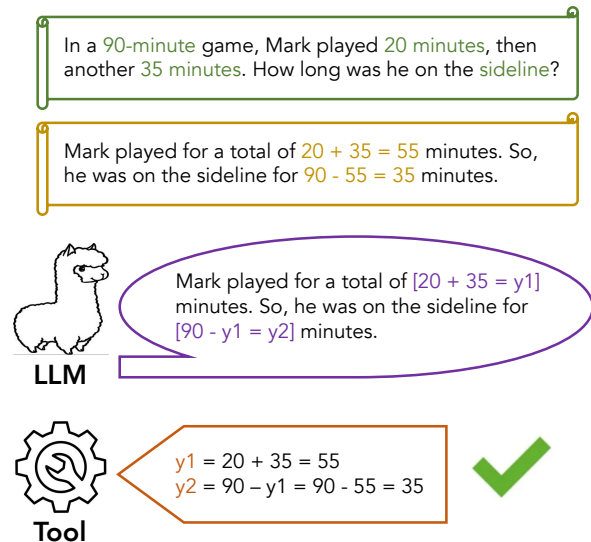 In a 90-minute game, Mark played 20 minutes, then
another 35 minutes. How long was he on the sideline?
Mark played for a total of 20 + 35 = 55 minutes. So,
he was on the sideline for 90 - 55 = 35 minutes.
Mark played for a total of [20 + 35 = y1]
minutes. So, he was on the sideline for
[90 - y1 = y2] minutes.
LLM
y1 = 20 + 35 = 55
y2 = 90 – y1 = 90 - 55 = 35
Tool